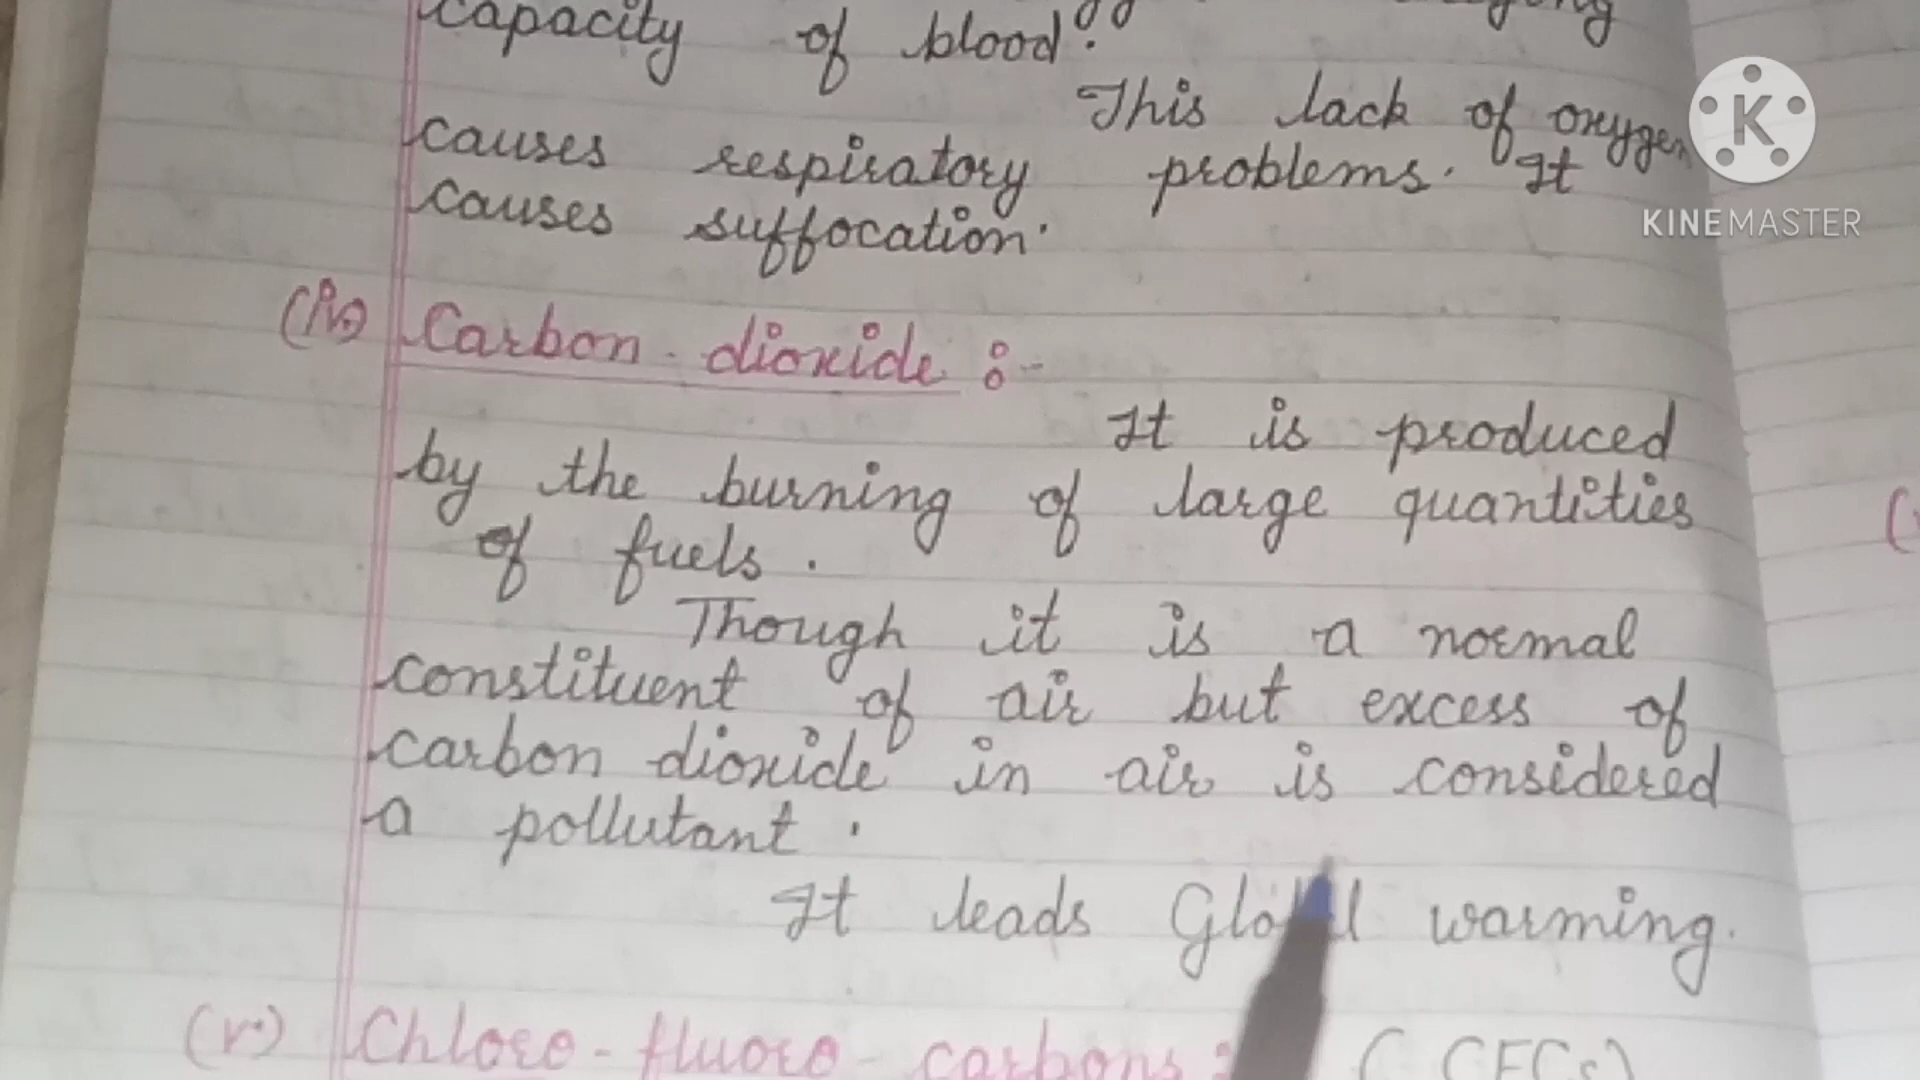 capacity of blood.
This lack of oxygen
causes respiratory problems. It
causes suffocation.
KINEMASTER
(iv) Carbon-dioxide :-
It is produced
by the burning of large quantities
of fuels.
Though it is a normal
constituent of air but excess of
carbon dioxide in air is considered
a pollutant.
It leads Global warming.
(v) Chloro-fluoro-carbons: (CFCs)